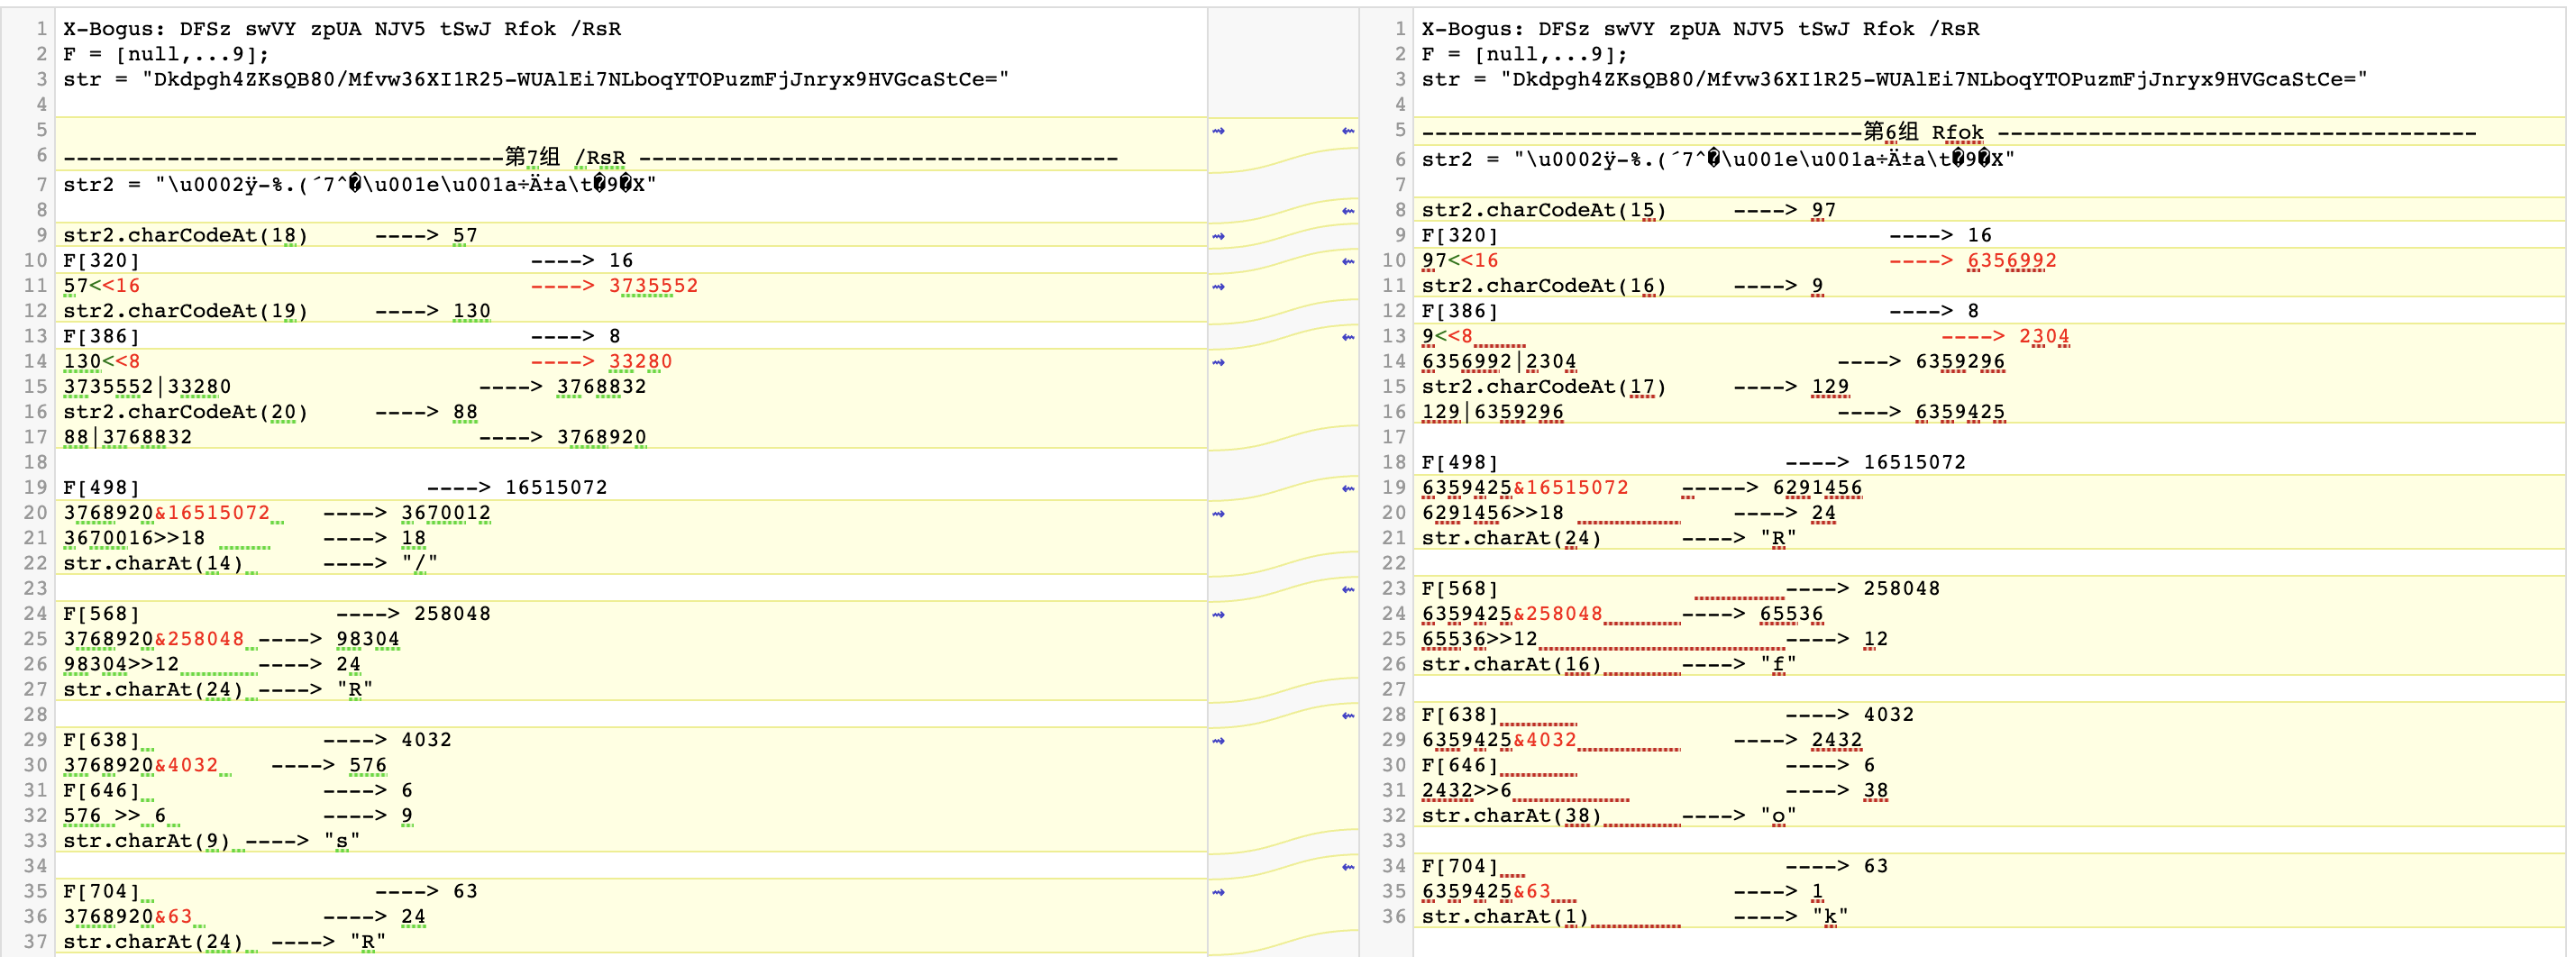 1 X-Bogus: DFSz swVY zpUA NJV5 tSwJ Rfok /RsR
2 F = [null,...9];
3 str = "Dkdpgh4ZKsQB80/Mfvw36XI1R25-WUAlEi7NLboqYTOPuzmFjJnryx9HVGcaStCe="
4
5
6 ----------------------------------第7组 /RsR -------------------------------------
7 str2 = "\u0002ÿ-%.(´7^�\u001e\u001a÷Ä±a\t�9�X"
8
9 str2.charCodeAt(18) ----> 57
10 F[320] ----> 16
11 57<<16 ----> 3735552
12 str2.charCodeAt(19) ----> 130
13 F[386] ----> 8
14 130<<8 ----> 33280
15 3735552|33280 ----> 3768832
16 str2.charCodeAt(20) ----> 88
17 88|3768832 ----> 3768920
18
19 F[498] ----> 16515072
20 3768920&16515072 ----> 3670012
21 3670016>>18 ----> 18
22 str.charAt(14) ----> "/"
23
24 F[568] ----> 258048
25 3768920&258048 ----> 98304
26 98304>>12 ----> 24
27 str.charAt(24) ----> "R"
28
29 F[638] ----> 4032
30 3768920&4032 ----> 576
31 F[646] ----> 6
32 576 >> 6 ----> 9
33 str.charAt(9) ----> "s"
34
35 F[704] ----> 63
36 3768920&63 ----> 24
37 str.charAt(24) ----> "R"
1 X-Bogus: DFSz swVY zpUA NJV5 tSwJ Rfok /RsR
2 F = [null,...9];
3 str = "Dkdpgh4ZKsQB80/Mfvw36XI1R25-WUAlEi7NLboqYTOPuzmFjJnryx9HVGcaStCe="
4
5 ----------------------------------第6组 Rfok -------------------------------------
6 str2 = "\u0002ÿ-%.(´7^�\u001e\u001a÷Ä±a\t�9�X"
7
8 str2.charCodeAt(15) ----> 97
9 F[320] ----> 16
10 97<<16 ----> 6356992
11 str2.charCodeAt(16) ----> 9
12 F[386] ----> 8
13 9<<8 ----> 2304
14 6356992|2304 ----> 6359296
15 str2.charCodeAt(17) ----> 129
16 129|6359296 ----> 6359425
17
18 F[498] ----> 16515072
19 6359425&16515072 -----> 6291456
20 6291456>>18 ----> 24
21 str.charAt(24) ----> "R"
22
23 F[568] ----> 258048
24 6359425&258048 ----> 65536
25 65536>>12 ----> 12
26 str.charAt(16) ----> "f"
27
28 F[638] ----> 4032
29 6359425&4032 ----> 2432
30 F[646] ----> 6
31 2432>>6 ----> 38
32 str.charAt(38) ----> "o"
33
34 F[704] ----> 63
35 6359425&63 ----> 1
36 str.charAt(1) ----> "k"